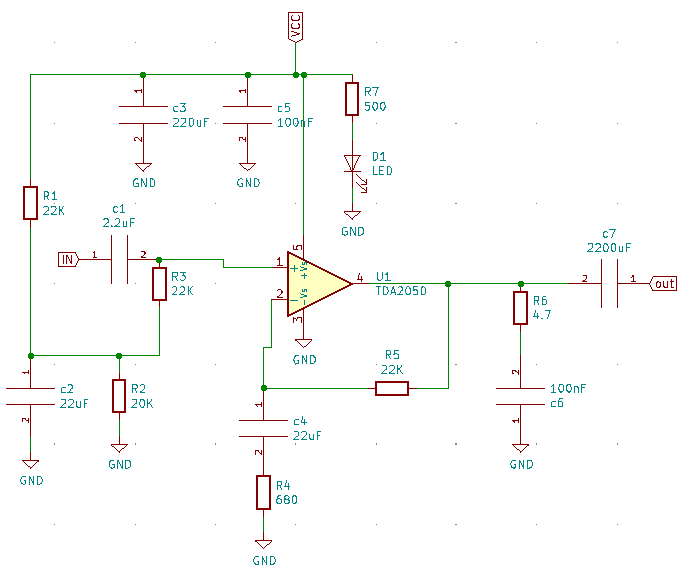 VCC
1
c3
220uF
2
GND
1
c5
100nF
2
GND
R7
500
D1
LED
GND
R1
22K
c1
2.2uF
IN
1
2
R3
22K
5
+Vs
1
+
2
-
-Vs
3
4
U1
TDA2050
GND
c7
2200uF
2
1
out
R6
4.7
R5
22K
1
c2
22uF
2
GND
R2
20K
GND
1
c4
22uF
2
R4
680
GND
2
100nF
c6
1
GND